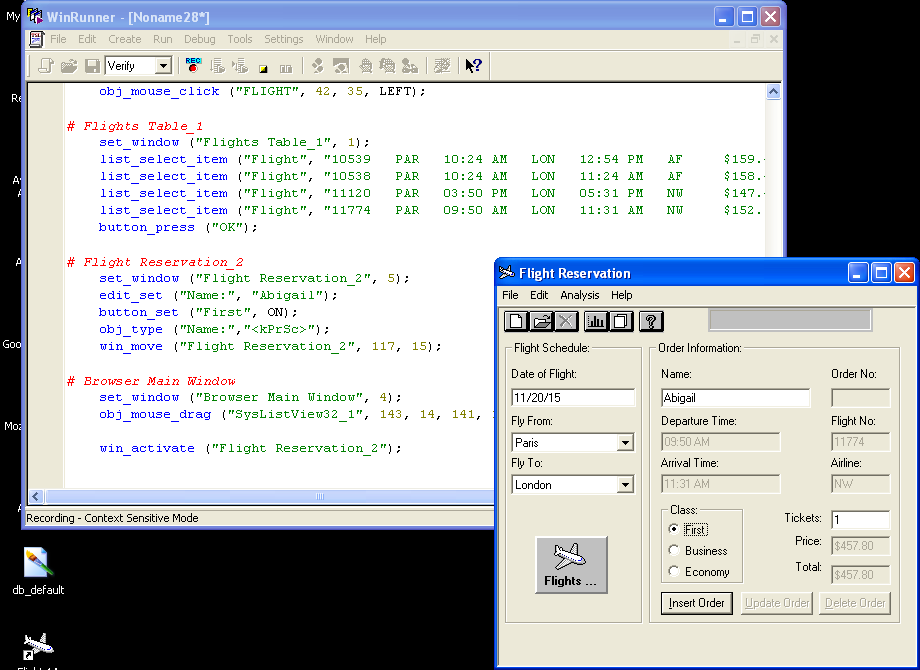 My
WinRunner - [Noname28*]
File Edit Create Run Debug Tools Settings Window Help
Verify
REC
obj_mouse_click ("FLIGHT", 42, 35, LEFT);
# Flights Table_1
set_window ("Flights Table_1", 1);
list_select_item ("Flight", "10539 PAR 10:24 AM LON 12:54 PM AF $159.
list_select_item ("Flight", "10538 PAR 10:24 AM LON 11:24 AM AF $158.
list_select_item ("Flight", "11120 PAR 03:50 PM LON 05:31 PM NW $147.
list_select_item ("Flight", "11774 PAR 09:50 AM LON 11:31 AM NW $152.
button_press ("OK");
# Flight Reservation_2
set_window ("Flight Reservation_2", 5);
edit_set ("Name:", "Abigail");
button_set ("First", ON);
obj_type ("Name:","<kPrSc>");
win_move ("Flight Reservation_2", 117, 15);
# Browser Main Window
set_window ("Browser Main Window", 4);
obj_mouse_drag ("SysListView32_1", 143, 14, 141,
win_activate ("Flight Reservation_2");
Recording - Context Sensitive Mode
Goo
Moz
db_default
Flight Reservation
File Edit Analysis Help
Flight Schedule:
Date of Flight:
11/20/15
Fly From:
Paris
Fly To:
London
Flights ...
Order Information:
Name:
Order No:
Abigail
Departure Time:
Flight No:
09:50 AM
11774
Arrival Time:
Airline:
11:31 AM
NW
Class:
First
Business
Economy
Tickets:
1
Price:
$457.80
Total:
$457.80
Insert Order
Update Order
Delete Order